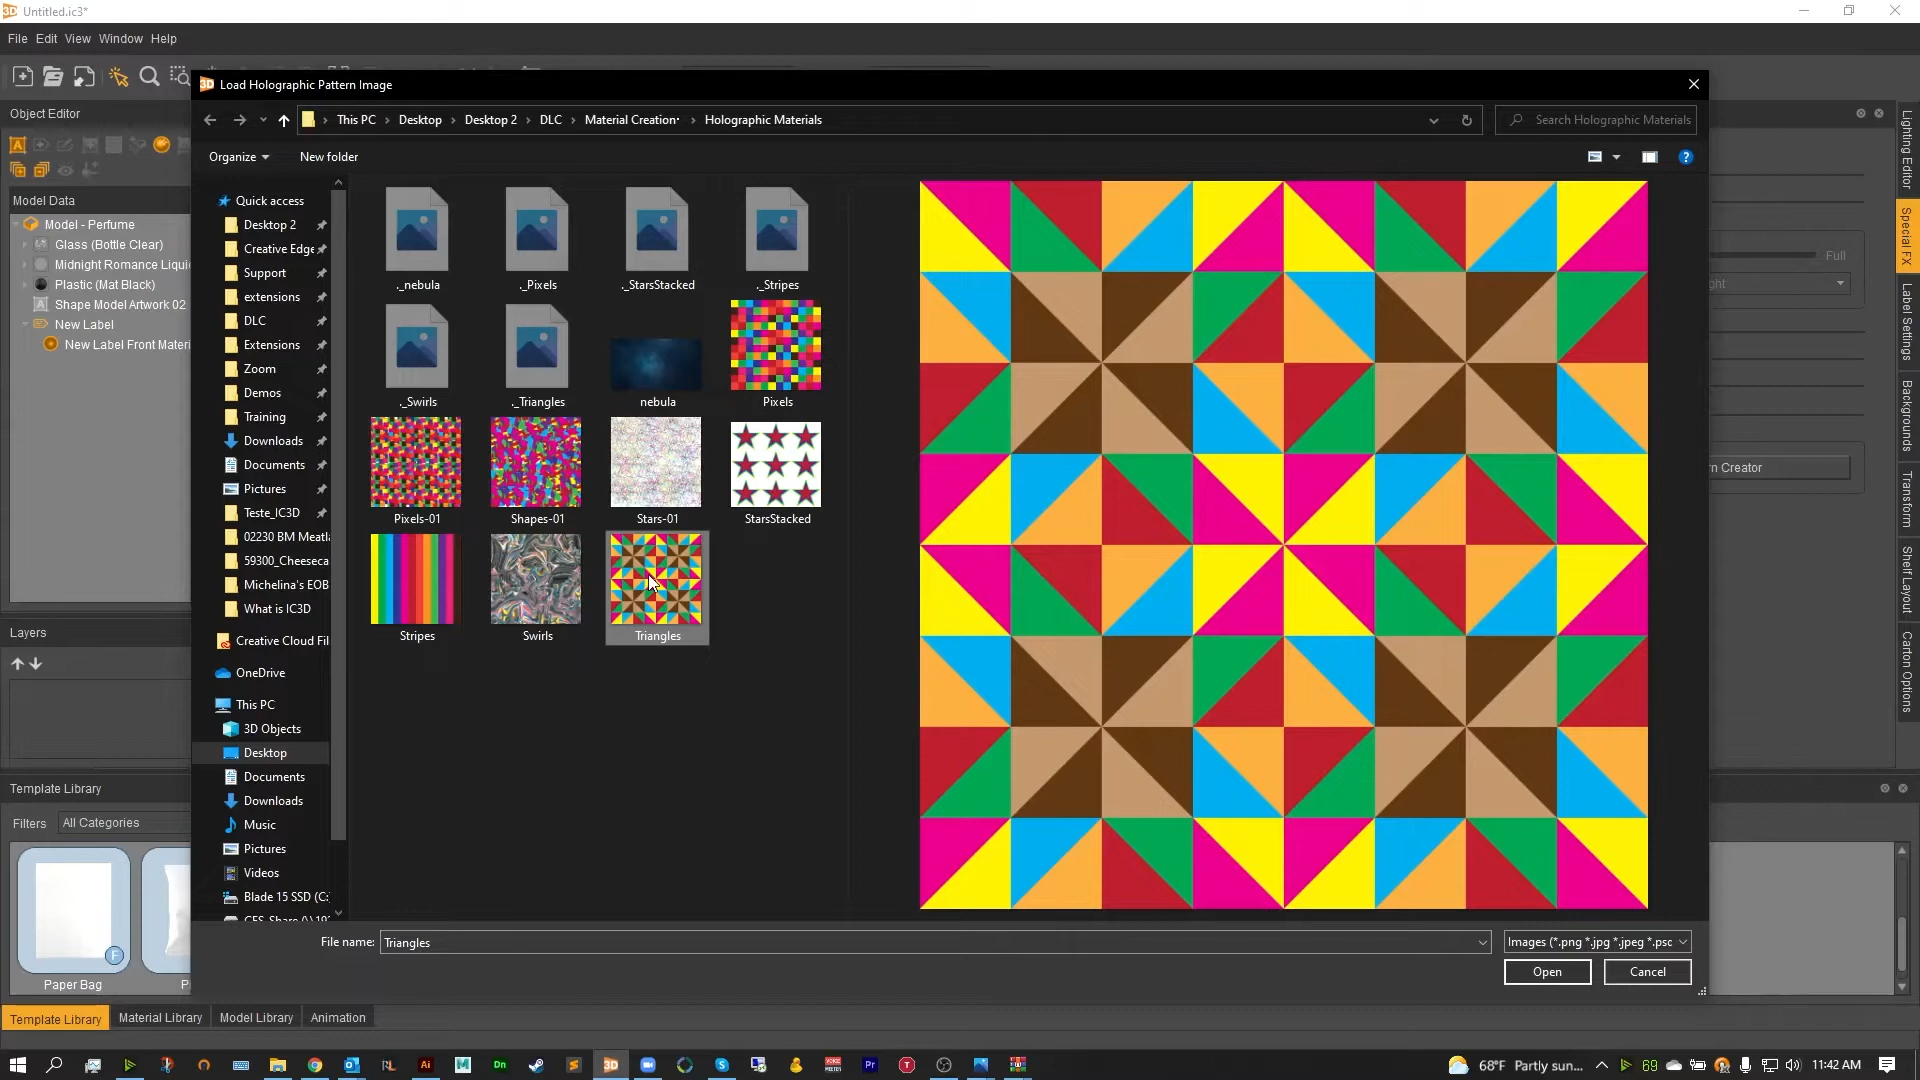 Untitled.ic3*
File Edit View Window Help
Load Holographic Pattern Image
Object Editor
This PC > Desktop > Desktop 2 > DLC > Material Creation > Holographic Materials
Search Holographic Materials
Organize New folder
Model Data
Model - Perfume
Glass (Bottle Clear)
Midnight Romance Liqui
Plastic (Mat Black)
Shape Model Artwork 02
New Label
New Label Front Materi
Layers
Template Library
Filters All Categories
Paper Bag
P
Quick access
Desktop 2
Creative Edge
Support
extensions
DLC
Extensions
Zoom
Demos
Training
Downloads
Documents
Pictures
Teste_IC3D
02230 BM Meatl
59300_Cheeseca
Michelina's EOB
What is IC3D
Creative Cloud Fil
OneDrive
This PC
3D Objects
Desktop
Documents
Downloads
Music
Pictures
Videos
Blade 15 SSD (C:
._nebula ._Pixels ._StarsStacked ._Stripes
._Swirls ._Triangles nebula Pixels
Pixels-01 Shapes-01 Stars-01 StarsStacked
Stripes Swirls Triangles
File name: Triangles
Images (*.png *.jpg *.jpeg *.psc
Open Cancel
Full
ght
rn Creator
Lighting Editor
Special FX
Label Settings
Backgrounds
Transform
Shelf Layout
Carton Options
Template Library Material Library Model Library Animation
68°F Partly sun... 69 11:42 AM